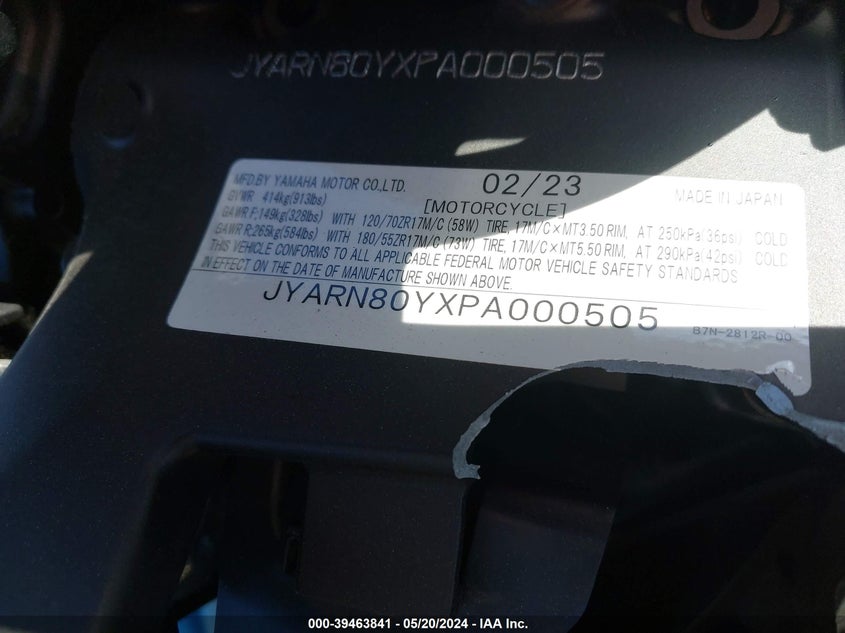 JYARN80YXPA000505
MFD.BY YAMAHA MOTOR CO.,LTD. 02/23 MADE IN JAPAN
GVWR 414kg(913lbs) [MOTORCYCLE]
GAWR F:149kg(328lbs) WITH 120/70ZR17M/C (58W) TIRE, 17M/C×MT3.50 RIM, AT 250kPa(36psi) COLD
GAWR R:265kg(584lbs) WITH 180/55ZR17M/C (73W) TIRE, 17M/C×MT5.50 RIM, AT 290kPa(42psi) COLD
THIS VEHICLE CONFORMS TO ALL APPLICABLE FEDERAL MOTOR VEHICLE SAFETY STANDARDS
IN EFFECT ON THE DATE OF MANUFACTURE SHOWN ABOVE.
JYARN80YXPA000505
B7N-2812R-00
000-39463841 - 05/20/2024 - IAA Inc.